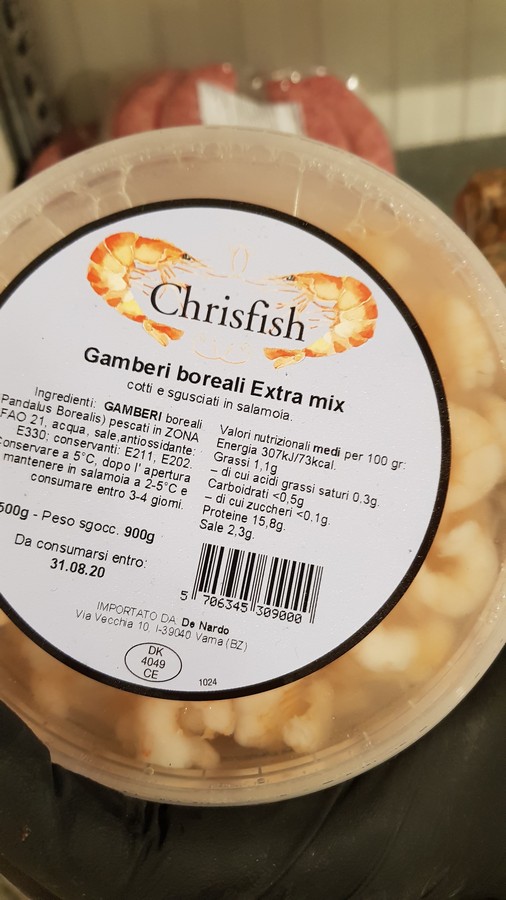 Chrisfish
Gamberi boreali Extra mix
cotti e sgusciati in salamoia.
Ingredienti: GAMBERI boreali
Pandalus Borealis) pescati in ZONA
FAO 21, acqua, sale,antiossidante:
E330; conservanti: E211, E202.
Conservare a 5°C, dopo l' apertura
mantenere in salamoia a 2-5°C e
consumare entro 3-4 giorni.
500g - Peso sgocc. 900g
Da consumarsi entro:
31.08.20
Valori nutrizionali medi per 100 gr:
Energia 307kJ/73kcal.
Grassi 1,1g
– di cui acidi grassi saturi 0.3g.
Carboidrati <0,5g
– di cui zuccheri <0.1g.
Proteine 15,8g.
Sale 2,3g.
5 706345 309000
IMPORTATO DA De Nardo
Via Vecchia 10, I-39040 Varna (BZ)
DK
4049
CE
1024